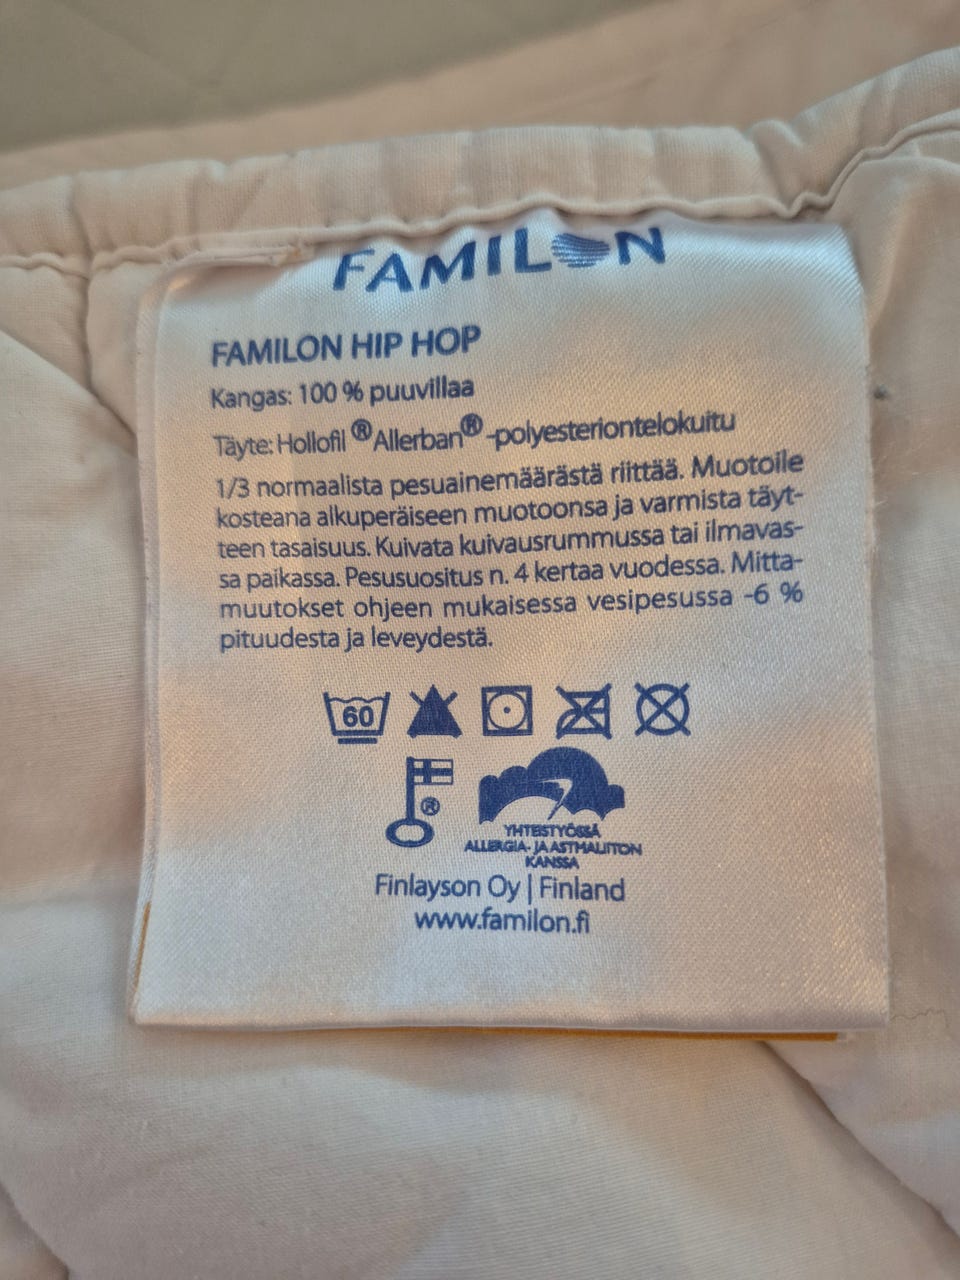 FAMILON
FAMILON HIP HOP
Kangas: 100 % puuvillaa
Täyte: Hollofil ® Allerban® -polyesteriontelokuitu
1/3 normaalista pesuainemäärästä riittää. Muotoile
kosteana alkuperäiseen muotoonsa ja varmista täyt-
teen tasaisuus. Kuivata kuivausrummussa tai ilmavas-
sa paikassa. Pesusuositus n. 4 kertaa vuodessa. Mitta-
muutokset ohjeen mukaisessa vesipesussa -6 %
pituudesta ja leveydestä.
60
®
YHTEISTYÖSSÄ
ALLERGIA- JA ASTMALIITON
KANSSA
Finlayson Oy | Finland
www.familon.fi